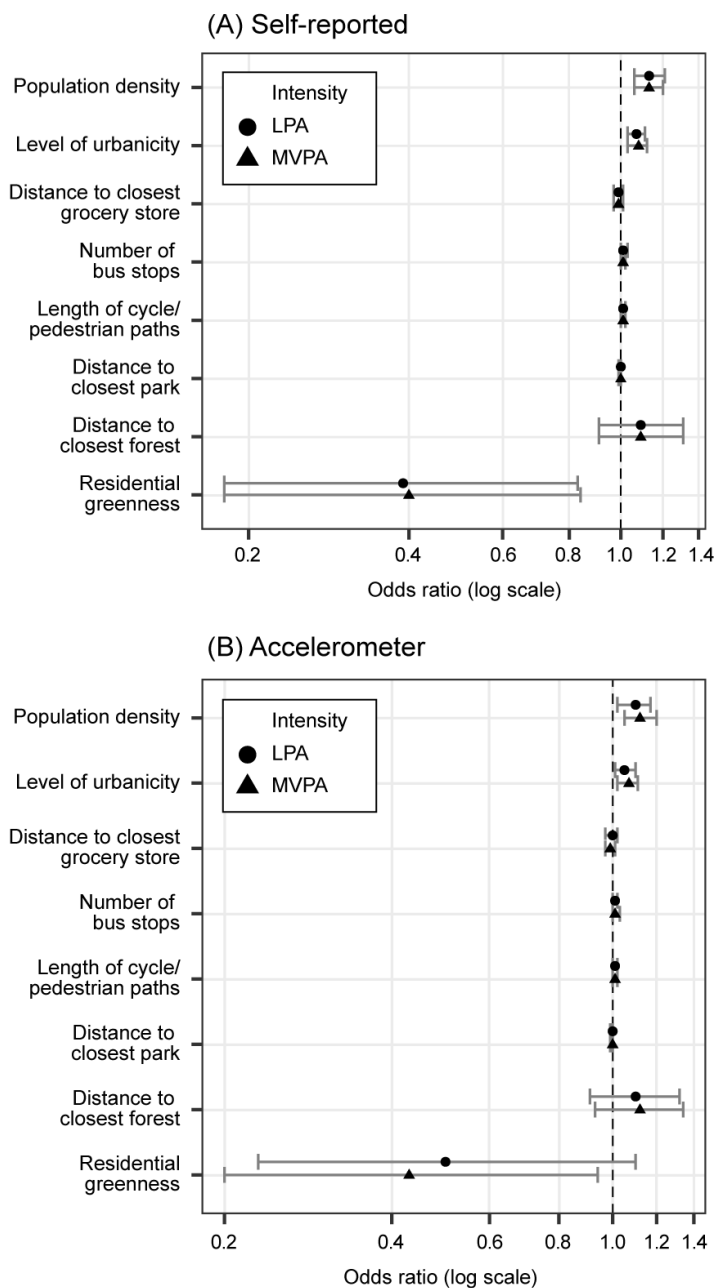 (A) Self-reported
Population density
Level of urbanicity
Distance to closest
grocery store
Number of
bus stops
Length of cycle/
pedestrian paths
Distance to
closest park
Distance to
closest forest
Residential
greenness
Intensity
LPA
MVPA
0.2 0.4 0.6 0.8 1.0 1.2 1.4
Odds ratio (log scale)
(B) Accelerometer
Population density
Level of urbanicity
Distance to closest
grocery store
Number of
bus stops
Length of cycle/
pedestrian paths
Distance to
closest park
Distance to
closest forest
Residential
greenness
Intensity
LPA
MVPA
0.2 0.4 0.6 0.8 1.0 1.2 1.4
Odds ratio (log scale)